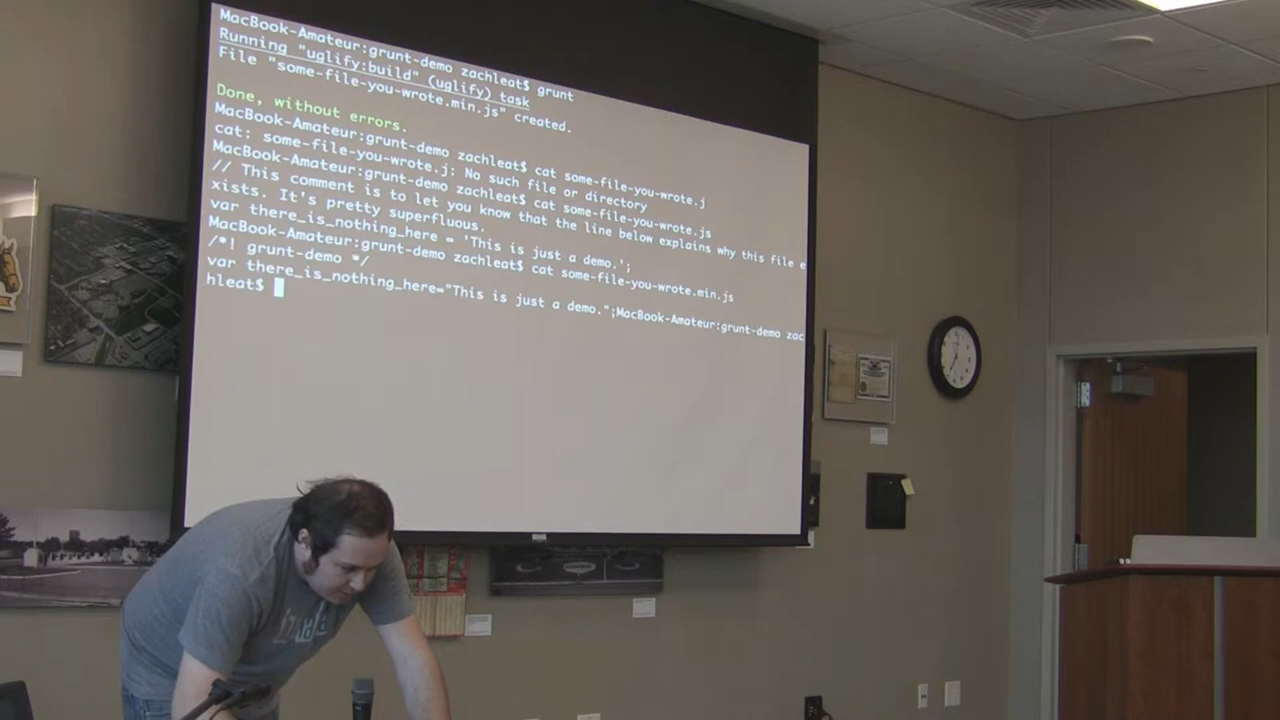 MacBook-Amateur:grunt-demo zachleat$ grunt
Running "uglify:build" (uglify) task
File "some-file-you-wrote.min.js" created.
Done, without errors.
MacBook-Amateur:grunt-demo zachleat$ cat some-file-you-wrote.j
cat: some-file-you-wrote.j: No such file or directory
MacBook-Amateur:grunt-demo zachleat$ cat some-file-you-wrote.js
// This comment is to let you know that the line below explains why this file e
xists. It's pretty superfluous.
var there_is_nothing_here = 'This is just a demo.';
MacBook-Amateur:grunt-demo zachleat$ cat some-file-you-wrote.min.js
/*! grunt-demo */
var there_is_nothing_here="This is just a demo.";MacBook-Amateur:grunt-demo zac
hleat$